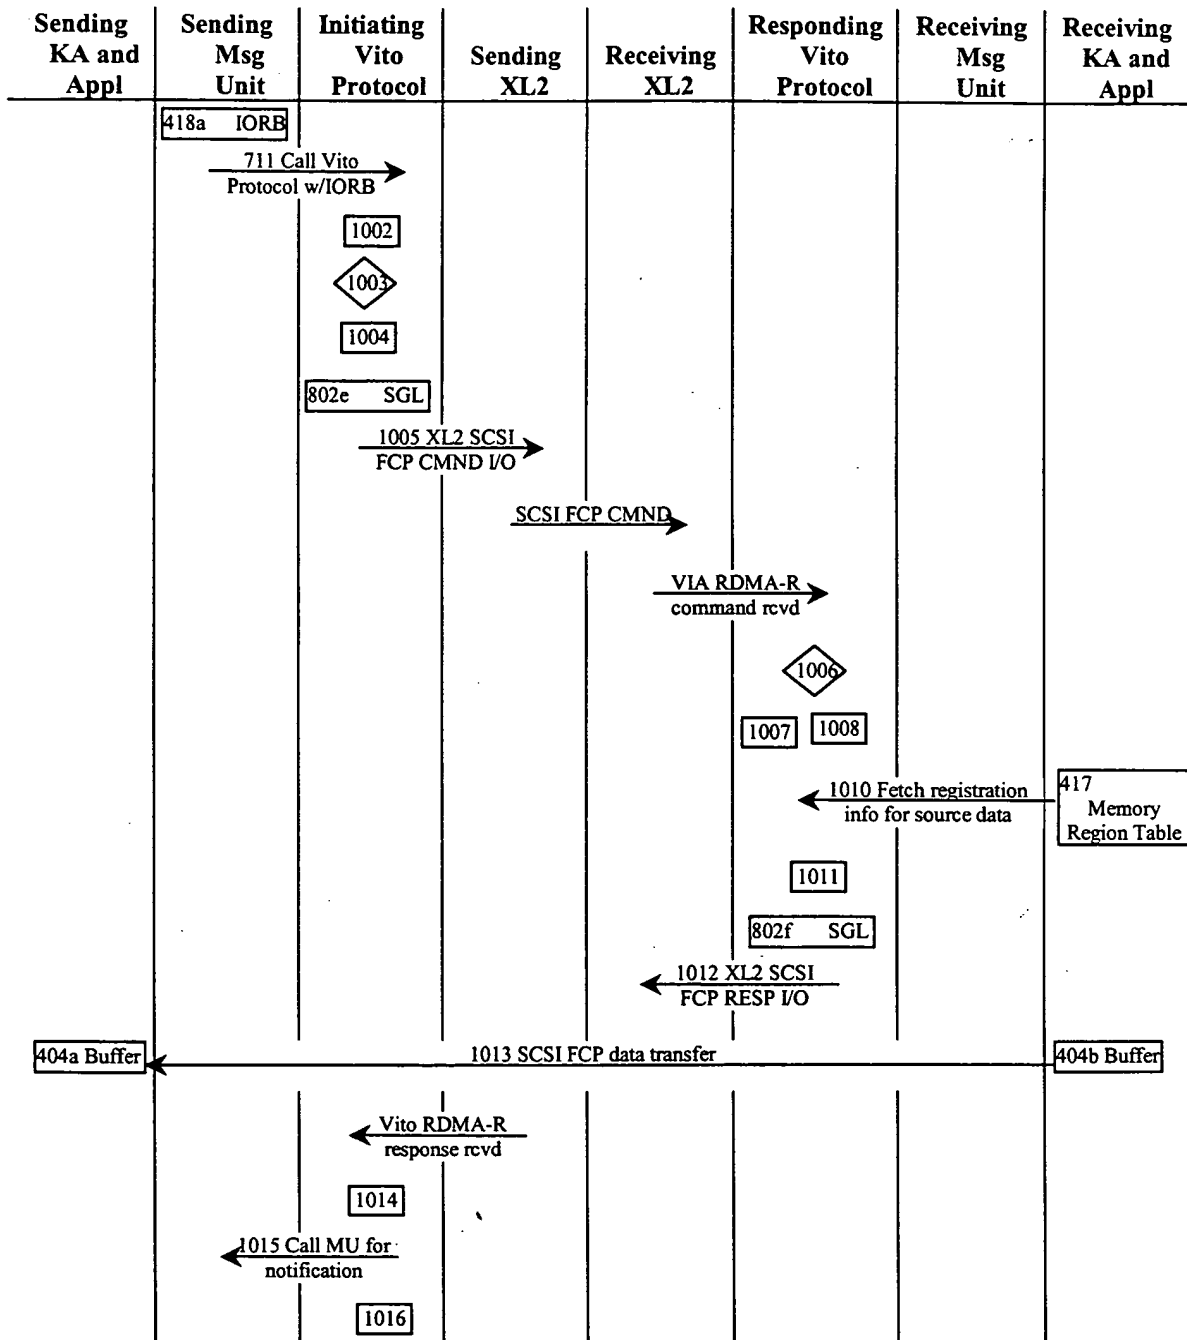 Sending KA and Appl
Sending Msg Unit
Initiating Vito Protocol
Sending XL2
Receiving XL2
Responding Vito Protocol
Receiving Msg Unit
Receiving KA and Appl
418a IORB
711 Call Vito
Protocol w/IORB
1002
1003
1004
802e SGL
1005 XL2 SCSI
FCP CMND I/O
SCSI FCP CMND
VIA RDMA-R
command rcvd
1006
1007
1008
1010 Fetch registration
info for source data
417
Memory
Region Table
1011
802f SGL
1012 XL2 SCSI
FCP RESP I/O
404a Buffer
1013 SCSI FCP data transfer
404b Buffer
Vito RDMA-R
response rcvd
1014
1015 Call MU for
notification
1016